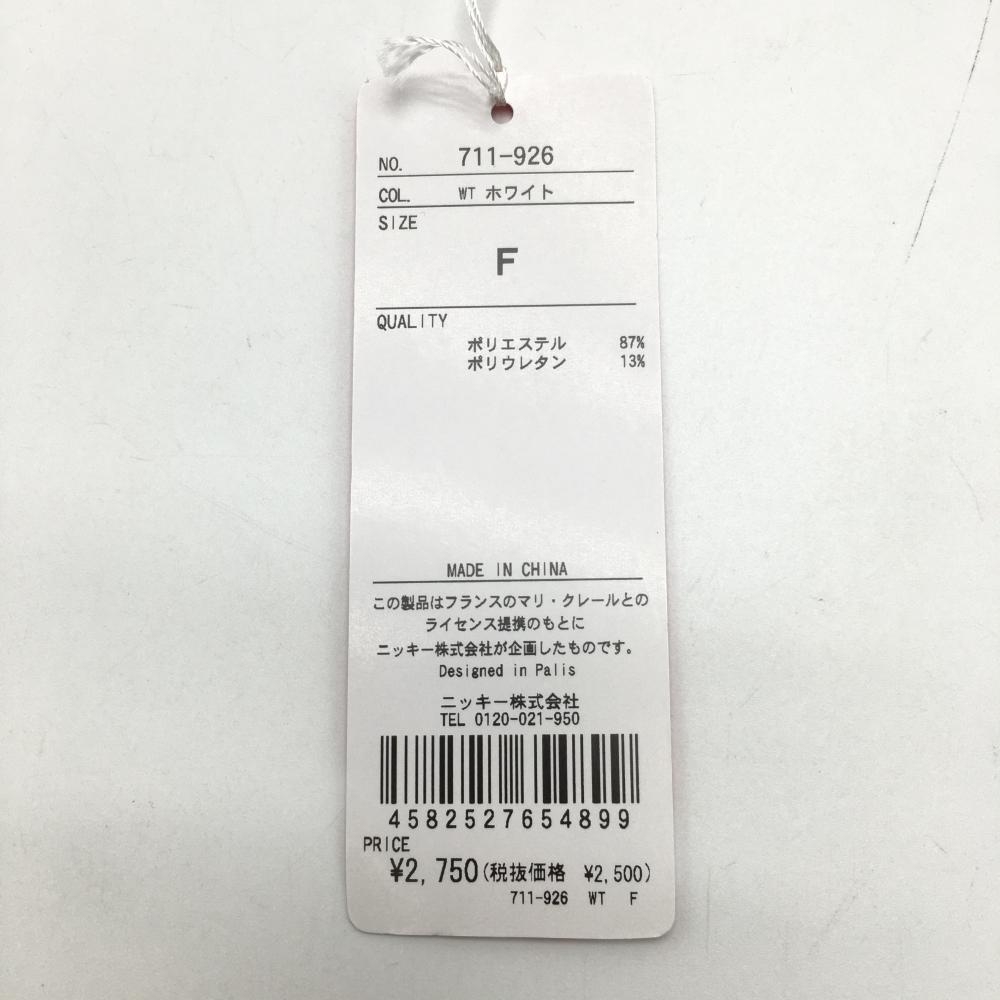 NO. 711-926
COL. WT ホワイト
SIZE
F
QUALITY
ポリエステル 87%
ポリウレタン 13%
MADE IN CHINA
この製品はフランスのマリ・クレールとの
ライセンス提携のもとに
ニッキー株式会社が企画したものです。
Designed in Palis
ニッキー株式会社
TEL 0120-021-950
4582527654899
PRICE
¥2,750(税抜価格 ¥2,500)
711-926 WT F